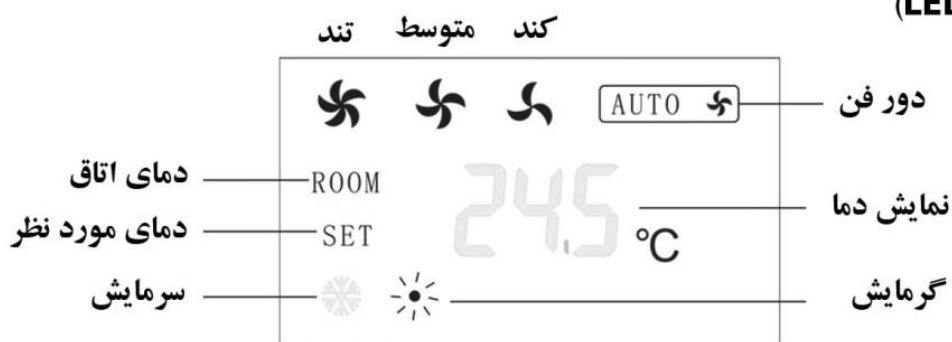 (LED
کند متوسط تند
AUTO دور فن
دمای اتاق ROOM
24.5 °C نمایش دما
دمای مورد نظر SET
سرمایش گرمایش